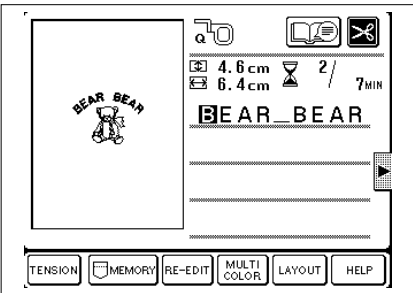 Q
4.6cm 2/
6.4cm 7MIN
BEAR BEAR
BEAR_BEAR
TENSION MEMORY RE-EDIT MULTI COLOR LAYOUT HELP